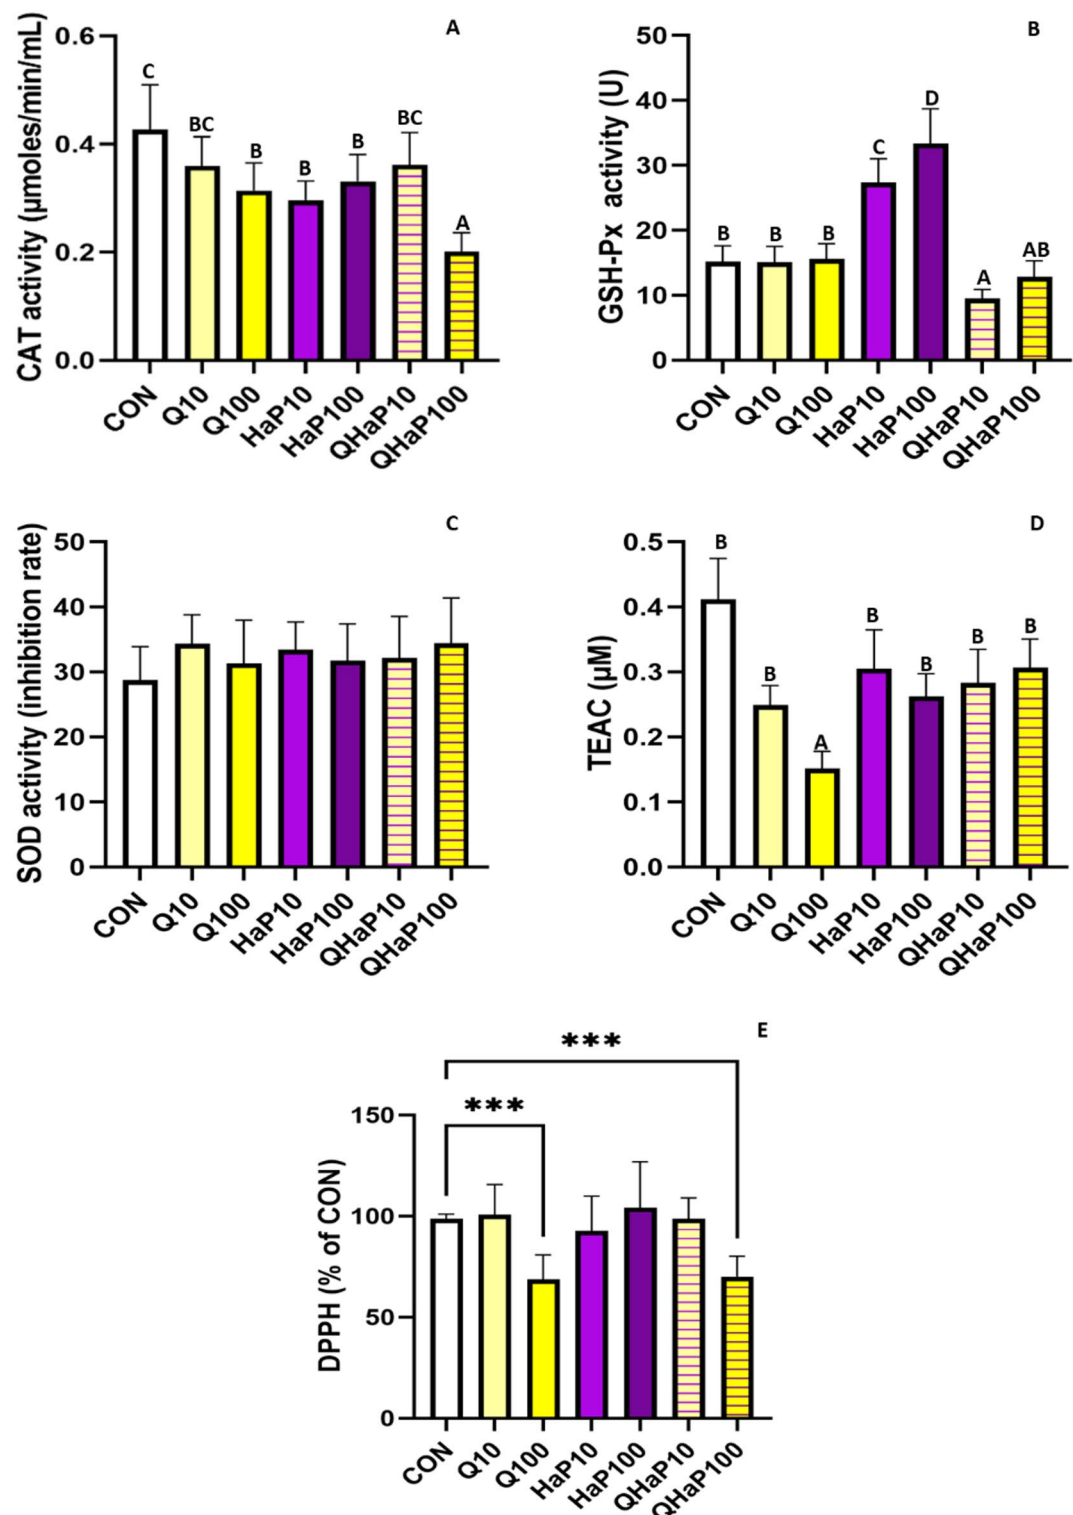 A
CAT activity (µmoles/min/mL)
0.6
0.4
0.2
0.0
C
BC
B
B
B
BC
A
CON
Q10
Q100
HaP10
HaP100
QHaP10
QHaP100
B
GSH-Px activity (U)
50
40
30
20
10
0
B
B
B
C
D
A
AB
CON
Q10
Q100
HaP10
HaP100
QHaP10
QHaP100
C
SOD activity (inhibition rate)
50
40
30
20
10
0
CON
Q10
Q100
HaP10
HaP100
QHaP10
QHaP100
D
TEAC (µM)
0.5
0.4
0.3
0.2
0.1
0.0
B
B
A
B
B
B
B
CON
Q10
Q100
HaP10
HaP100
QHaP10
QHaP100
E
DPPH (% of CON)
150
100
50
0
***
***
CON
Q10
Q100
HaP10
HaP100
QHaP10
QHaP100